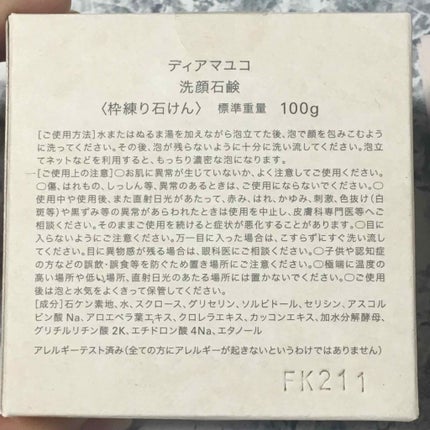 ディアマユコ
洗顔石鹸
〈枠練り石けん〉 標準重量 100g
[ご使用方法]水またはぬるま湯を加えながら泡立てた後、泡で顔を包みこむよう
に洗ってください。その後、泡が残らないように十分に洗い流してください。泡立
てネットなどを利用すると、もっちり濃密な泡になります。
[ご使用上の注意]○お肌に異常が生じていないか、よく注意してご使用ください。
○傷、はれもの、しっしん等、異常のあるときは、ご使用にならないでください。○
使用中や使用後、また直射日光があたって、赤み、はれ、かゆみ、刺激、色抜け(白
斑等)や黒ずみ等の異常があらわれたときは使用を中止し、皮膚科専門医等へご
相談ください。そのままご使用を続けると症状が悪化することがあります。○目に
入らないようにご注意ください。万一目に入った場合は、こすらずにすぐ洗い流し
てください。目に異物感が残る場合は、眼科医にご相談ください。○子供や認知症
の方などの誤飲・誤食等を防ぐため置き場所にご注意ください。○極端に温度の
高い場所や低い場所、直射日光のあたる場所には置かないでください。○ご使用
後は泡と水気をよくきって保管してください。
[成分]石ケン素地、水、スクロース、グリセリン、ソルビトール、セリシン、アスコル
ビン酸Na、アロエベラ葉エキス、クロレラエキス、カッコンエキス、加水分解酵母、
グリチルリチン酸2K、エチドロン酸4Na、エタノール
アレルギーテスト済み(全ての方にアレルギーが起きないというわけではありません)
FK211